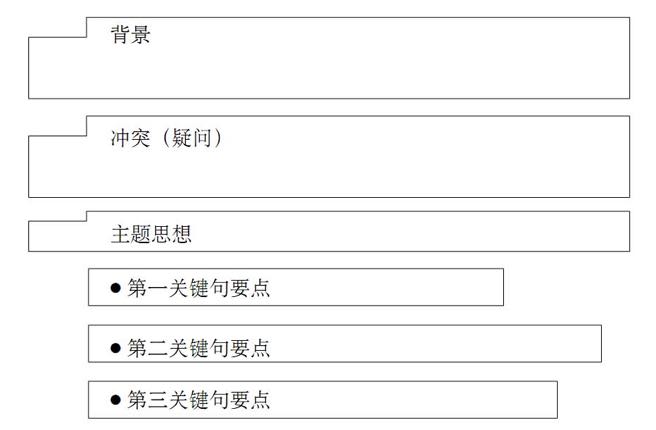 背景
冲突（疑问）
主题思想
●第一关键句要点
●第二关键句要点
●第三关键句要点